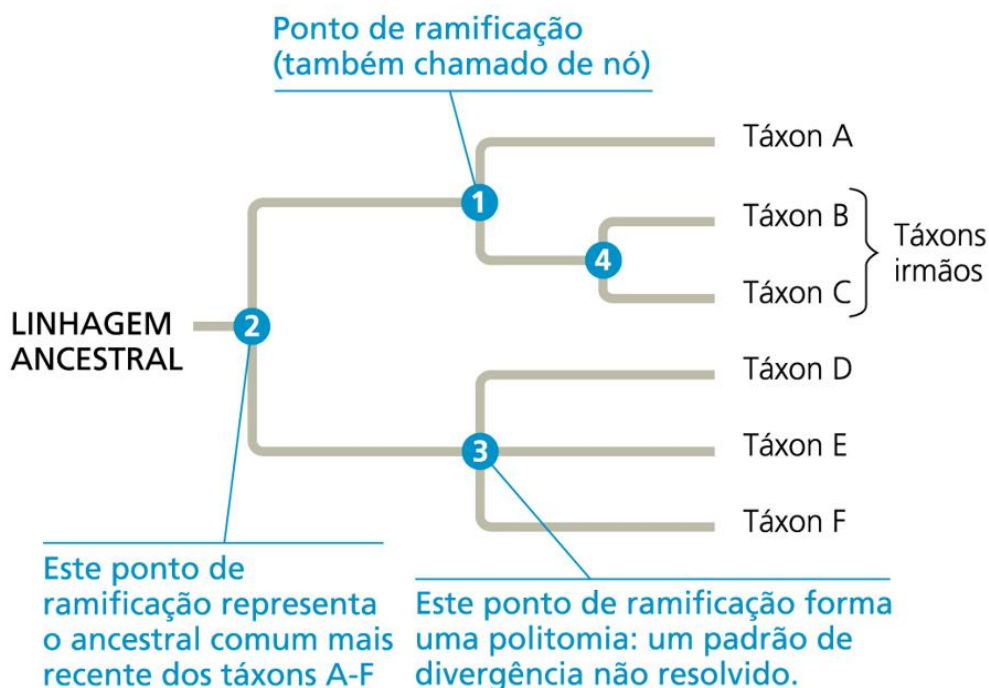 Ponto de ramificação
(também chamado de nó)
Táxon A
1
Táxon B
4
Táxons
irmãos
Táxon C
LINHAGEM
ANCESTRAL
2
Táxon D
3
Táxon E
Táxon F
Este ponto de
ramificação representa
o ancestral comum mais
recente dos táxons A-F
Este ponto de ramificação forma
uma politomia: um padrão de
divergência não resolvido.